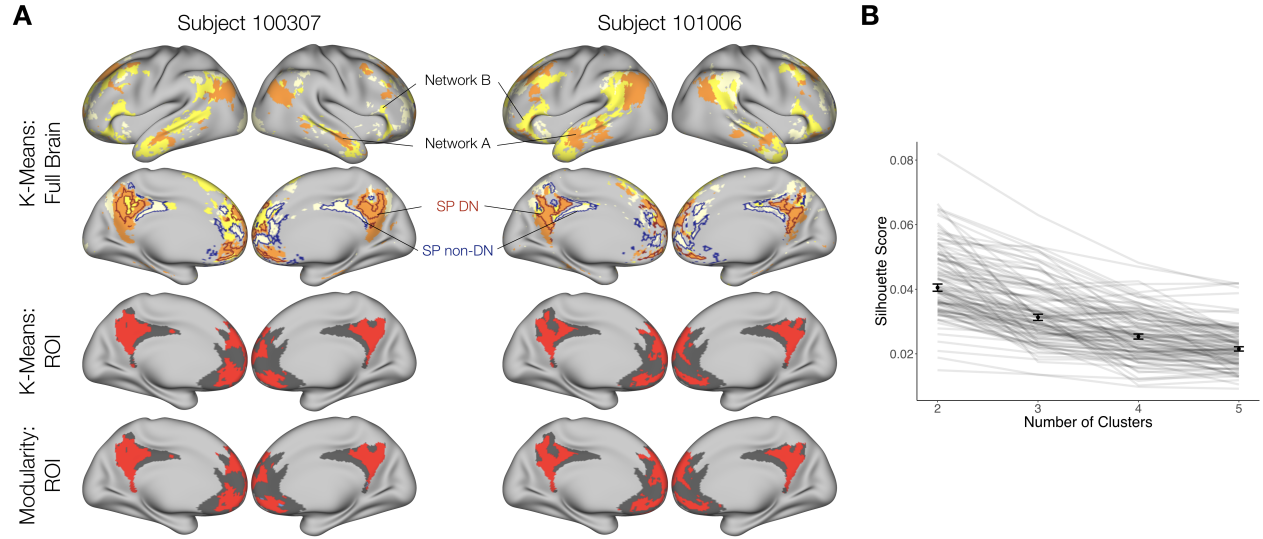 A
Subject 100307
Subject 101006
B
K-Means:
Full Brain
Network B
Network A
SP DN
SP non-DN
K-Means:
ROI
Modularity:
ROI
Silhouette Score
0.08
0.06
0.04
0.02
2
3
4
5
Number of Clusters